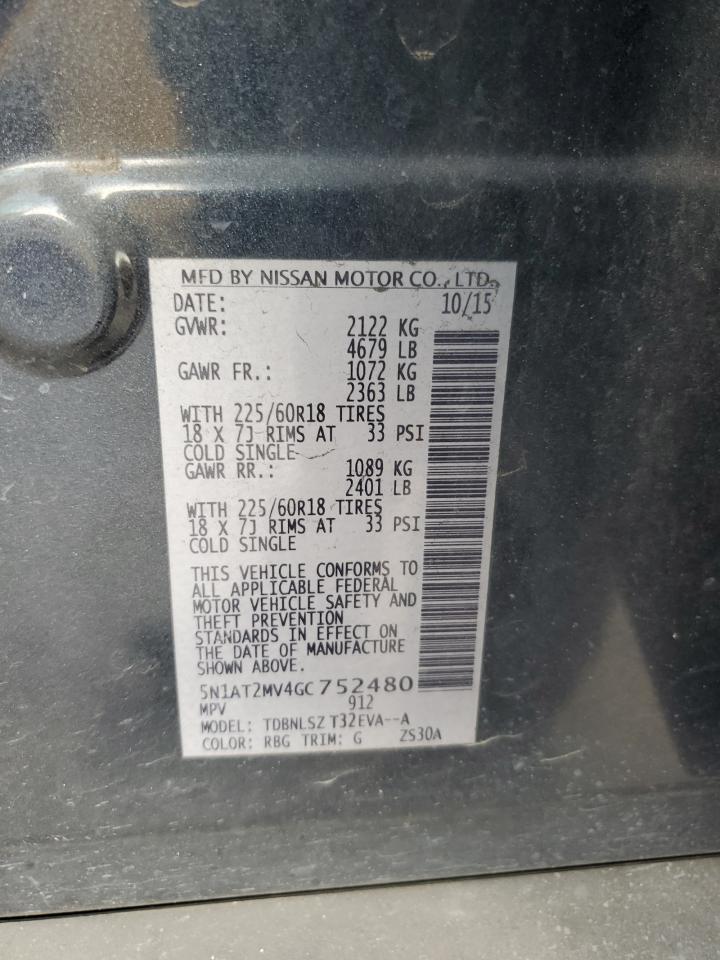 MFD BY NISSAN MOTOR CO., LTD.
DATE: 10/15
GVWR: 2122 KG
4679 LB
GAWR FR.: 1072 KG
2363 LB
WITH 225/60R18 TIRES
18 X 7J RIMS AT 33 PSI
COLD SINGLE
GAWR RR.: 1089 KG
2401 LB
WITH 225/60R18 TIRES
18 X 7J RIMS AT 33 PSI
COLD SINGLE
THIS VEHICLE CONFORMS TO
ALL APPLICABLE FEDERAL
MOTOR VEHICLE SAFETY AND
THEFT PREVENTION
STANDARDS IN EFFECT ON
THE DATE OF MANUFACTURE
SHOWN ABOVE.
5N1AT2MV4GC752480
MPV 912
MODEL: TDBNLSZ T32EVA--A
COLOR: RBG TRIM: G ZS30A